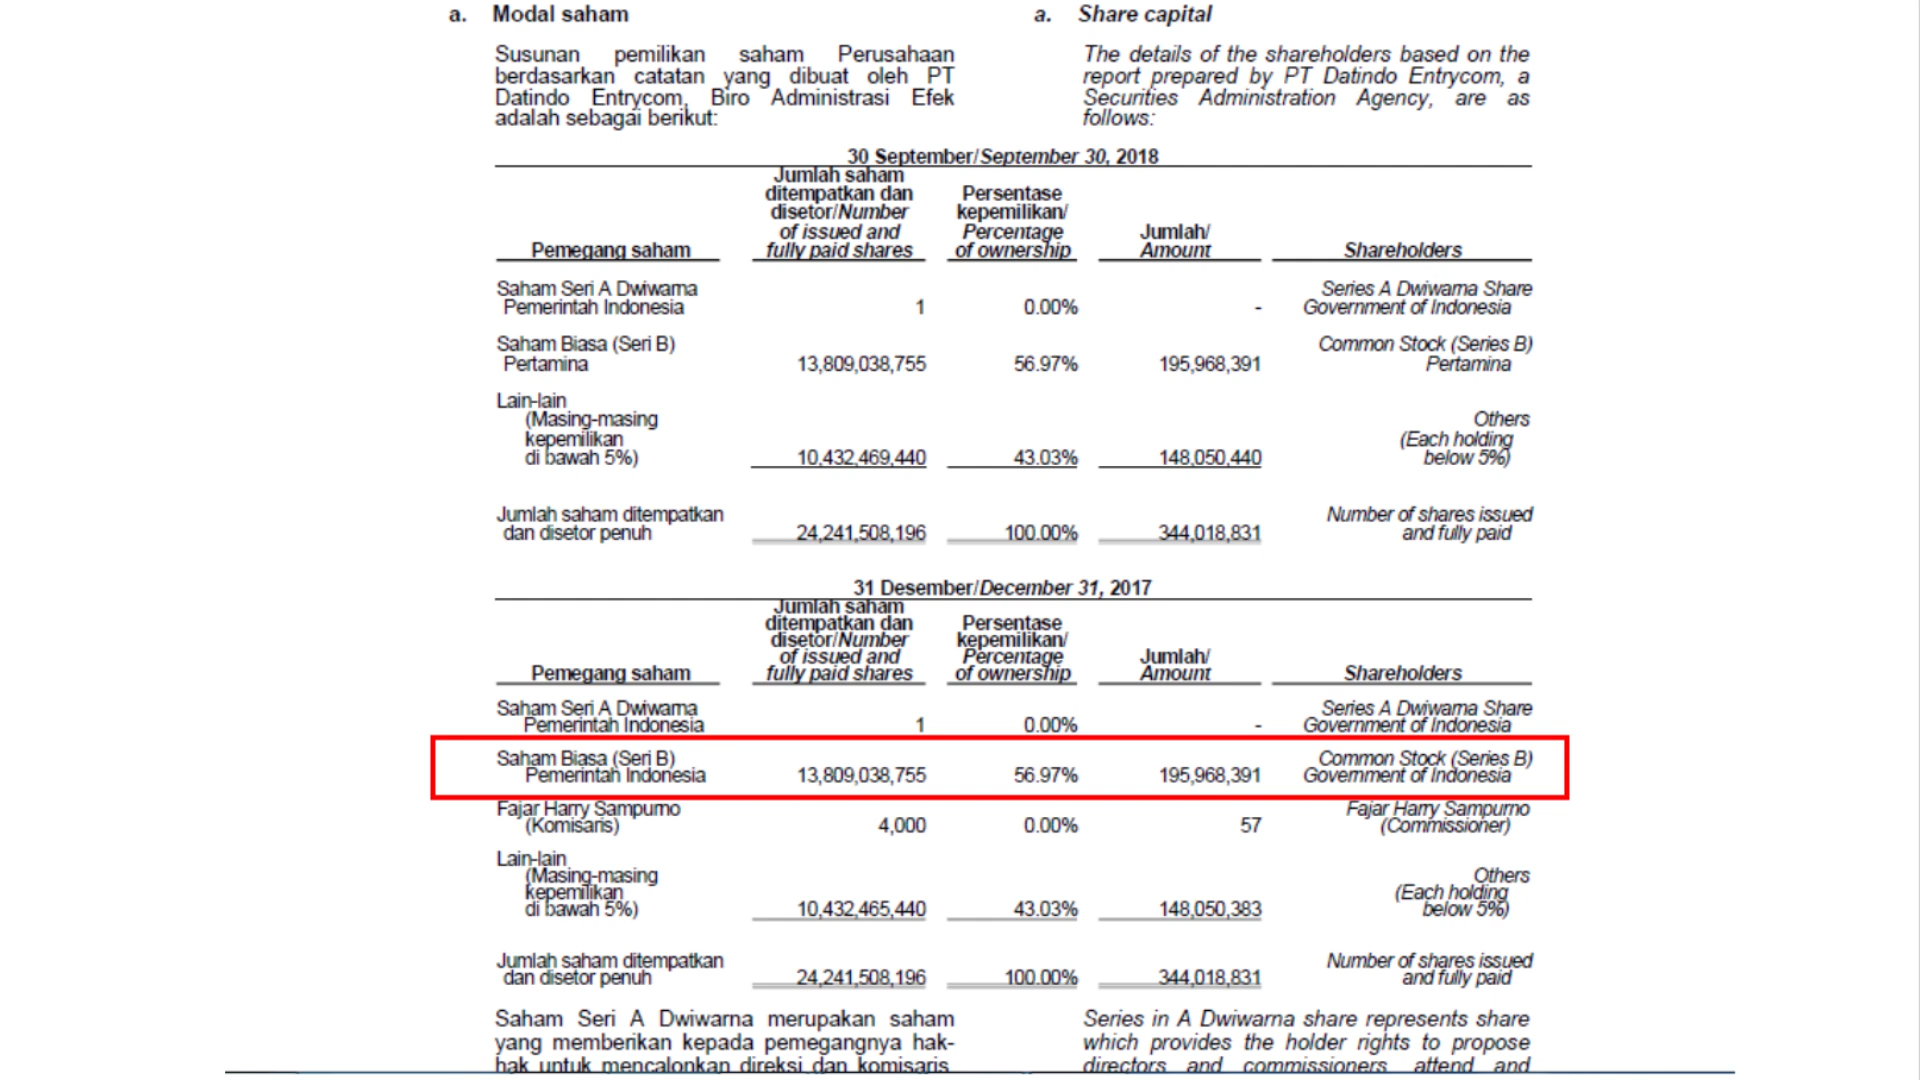 a. Modal saham
Susunan pemilikan saham Perusahaan
berdasarkan catatan yang dibuat oleh PT
Datindo Entrycom, Biro Administrasi Efek
adalah sebagai berikut:
a. Share capital
The details of the shareholders based on the
report prepared by PT Datindo Entrycom, a
Securities Administration Agency, are as
follows:
30 September/September 30, 2018
Pemegang saham
Jumlah saham
ditempatkan dan
disetor/Number
of issued and
fully paid shares
Persentase
kepemilikan/
Percentage
of ownership
Jumlah/
Amount
Shareholders
Saham Seri A Dwiwarna Series A Dwiwarna Share
Pemerintah Indonesia 1 0.00% - Government of Indonesia
Saham Biasa (Seri B) Common Stock (Series B)
Pertamina 13,809,038,755 56.97% 195,968,391 Pertamina
Lain-lain
(Masing-masing Others
kepemilikan (Each holding
di bawah 5%) 10,432,469,440 43.03% 148,050,440 below 5%)
Jumlah saham ditempatkan Number of shares issued
dan disetor penuh 24,241,508,196 100.00% 344,018,831 and fully paid
31 Desember/December 31, 2017
Pemegang saham
Jumlah saham
ditempatkan dan
disetor/Number
of issued and
fully paid shares
Persentase
kepemilikan/
Percentage
of ownership
Jumlah/
Amount
Shareholders
Saham Seri A Dwiwarna Series A Dwiwarna Share
Pemerintah Indonesia 1 0.00% - Government of Indonesia
Saham Biasa (Seri B) Common Stock (Series B)
Pemerintah Indonesia 13,809,038,755 56.97% 195,968,391 Government of Indonesia
Fajar Harry Sampurno Fajar Harry Sampurno
(Komisaris) 4,000 0.00% 57 (Commissioner)
Lain-lain
(Masing-masing Others
kepemilikan (Each holding
di bawah 5%) 10,432,465,440 43.03% 148,050,383 below 5%)
Jumlah saham ditempatkan Number of shares issued
dan disetor penuh 24,241,508,196 100.00% 344,018,831 and fully paid
Saham Seri A Dwiwarna merupakan saham
yang memberikan kepada pemegangnya hak-
hak untuk mencalonkan direksi dan komisaris,
Series in A Dwiwarna share represents share
which provides the holder rights to propose
directors and commissioners, attend and